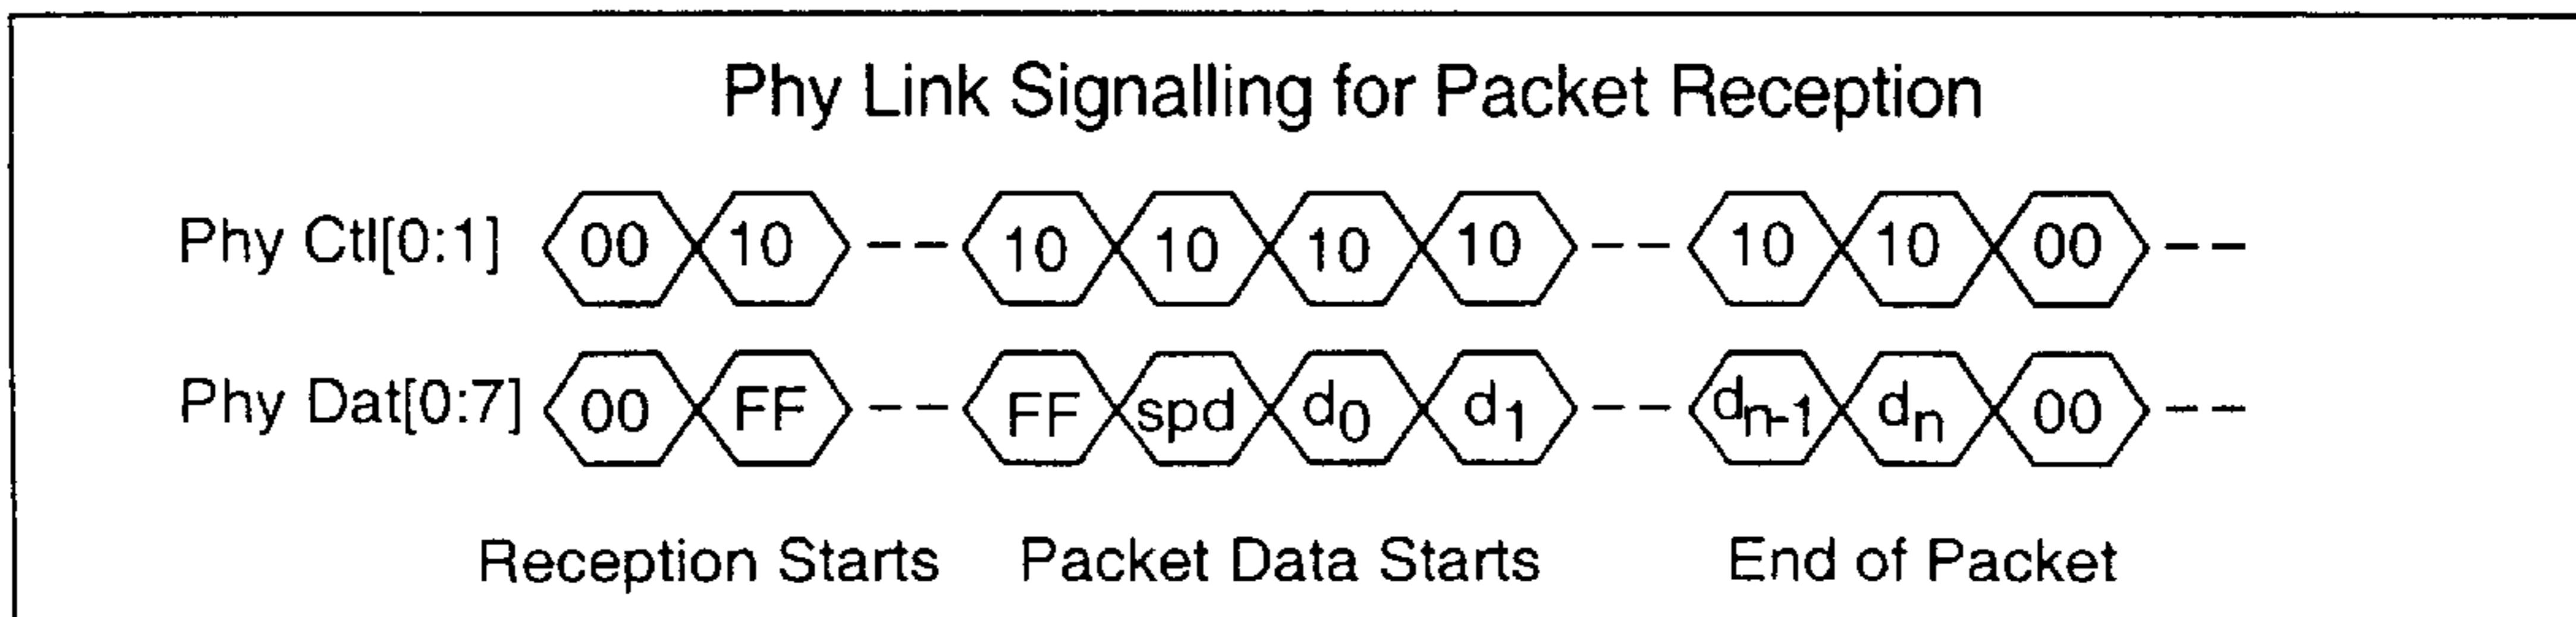 Phy Link Signalling for Packet Reception
Phy Ctl[0:1] 00 10 10 10 10 10 10 10 00
Phy Dat[0:7] 00 FF FF spd d0 d1 dn-1 dn 00
Reception Starts Packet Data Starts End of Packet